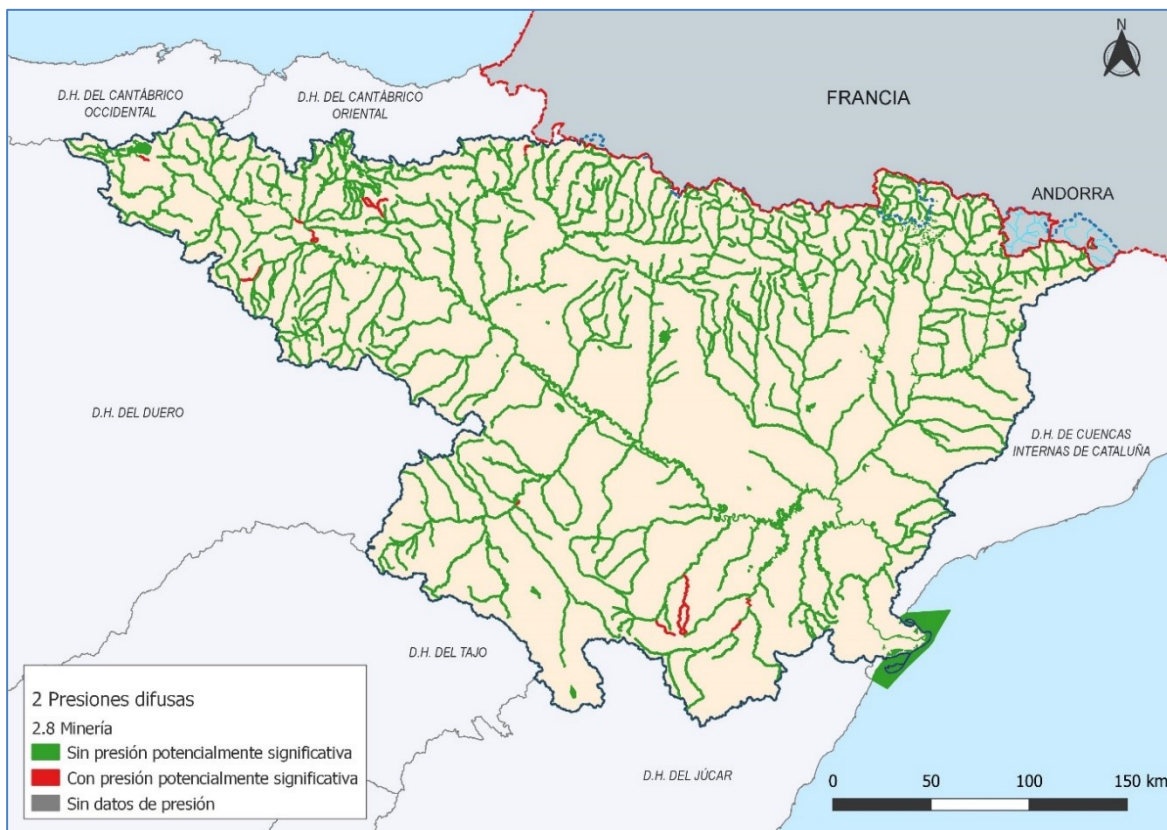 N
D.H. DEL CANTÁBRICO
OCCIDENTAL
D.H. DEL CANTÁBRICO
ORIENTAL
FRANCIA
ANDORRA
D.H. DEL DUERO
D.H. DE CUENCAS
INTERNAS DE CATALUÑA
D.H. DEL TAJO
D.H. DEL JÚCAR
2 Presiones difusas
2.8 Minería
Sin presión potencialmente significativa
Con presión potencialmente significativa
Sin datos de presión
0 50 100 150 km